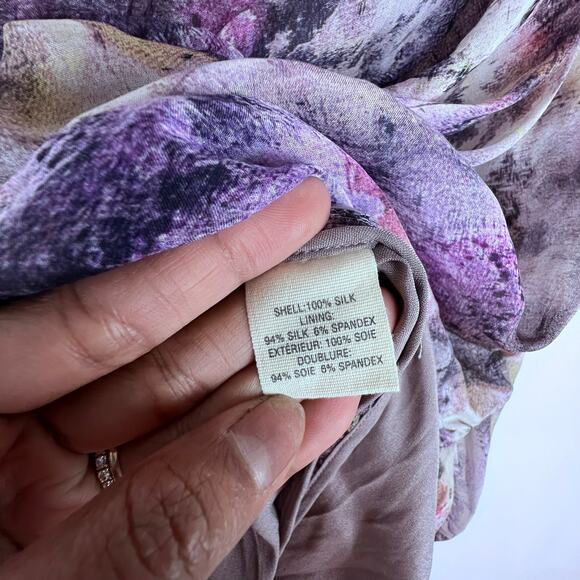 SHELL:100% SILK
LINING:
94% SILK 6% SPANDEX
EXTÉRIEUR: 100% SOIE
DOUBLURE:
94% SOIE 6% SPANDEX